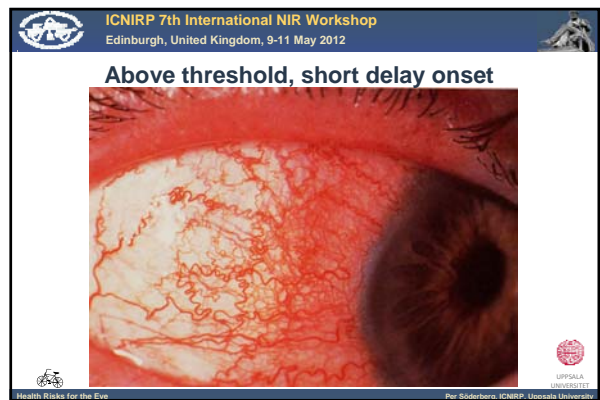 ICNIRP 7th International NIR Workshop
Edinburgh, United Kingdom, 9-11 May 2012
Above threshold, short delay onset
UPPSALA
UNIVERSITET
Health Risks for the Eye
Per Söderberg, ICNIRP, Uppsala University